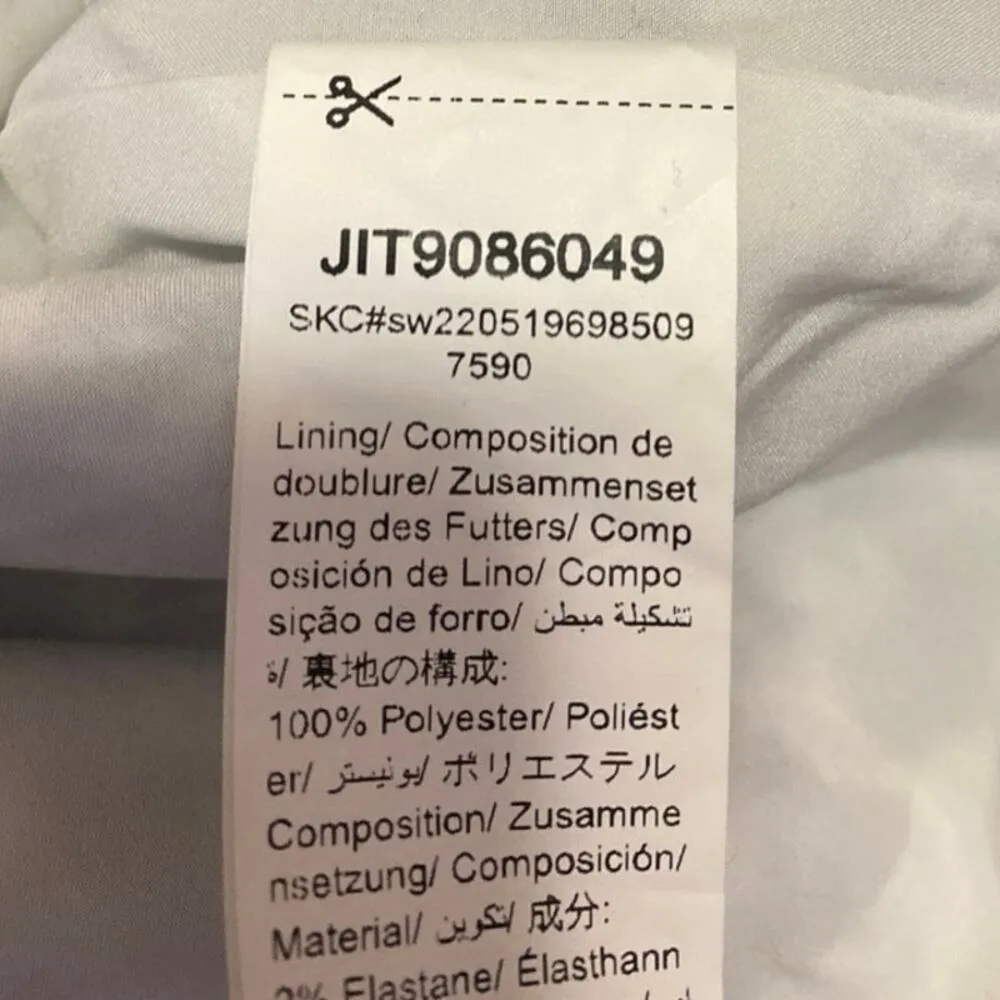 JIT9086049
SKC#sw220519698509
7590
Lining/ Composition de
doublure/ Zusammenset
zung des Futters/ Comp
osición de Lino/ Compo
sição de forro/ تشكيلة مبطن
ة/ 裏地の構成:
100% Polyester/ Poliést
er/ يونيستر/ ポリエステル
Composition/ Zusamme
nsetzung/ Composición/
Material/ تكوين/ 成分:
Elastane/ Élasthann